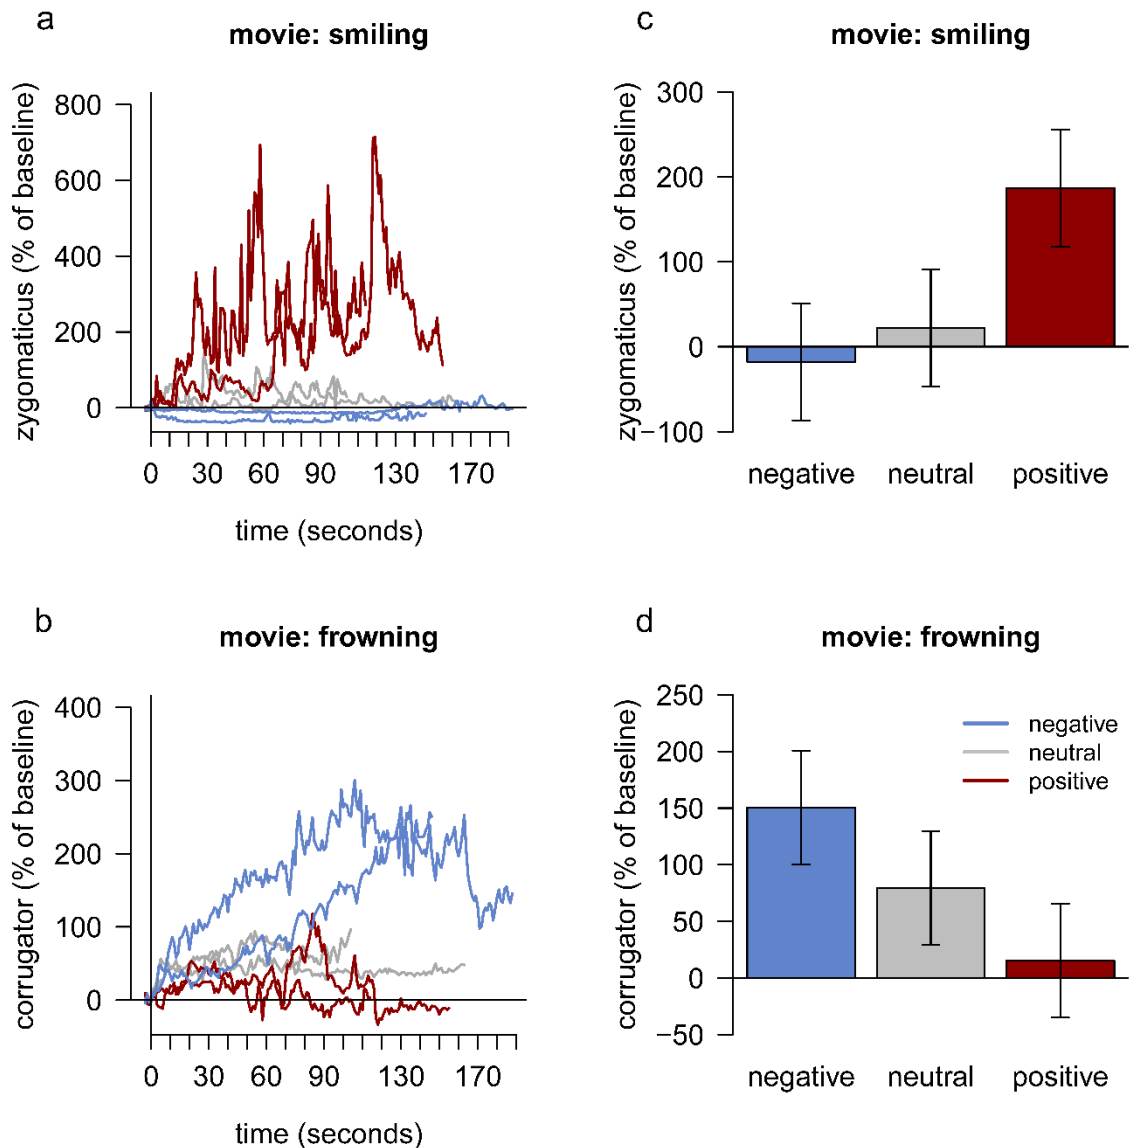 a
movie: smiling
zygomaticus (% of baseline)
800
600
400
200
0
0 30 60 90 130 170
time (seconds)
c
movie: smiling
zygomaticus (% of baseline)
300
200
100
0
−100
negative neutral positive
b
movie: frowning
corrugator (% of baseline)
400
300
200
100
0
0 30 60 90 130 170
time (seconds)
d
movie: frowning
corrugator (% of baseline)
250
200
150
100
50
0
−50
negative
neutral
positive
negative neutral positive